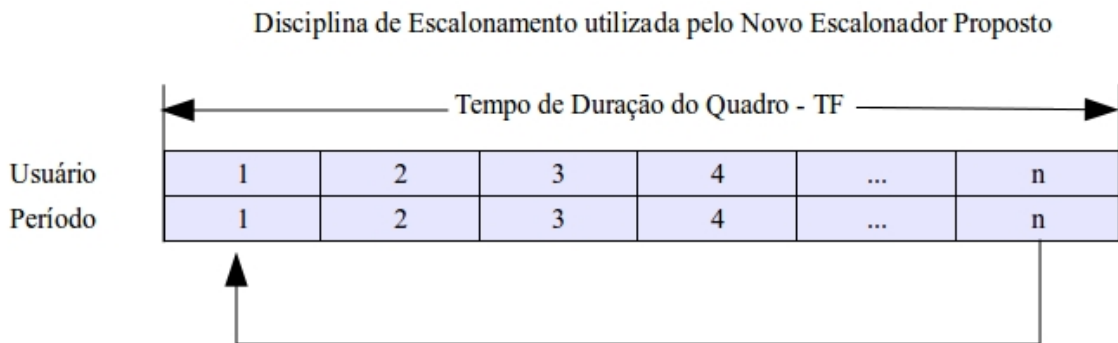 Disciplina de Escalonamento utilizada pelo Novo Escalonador Proposto
Tempo de Duração do Quadro - TF
Usuário 1 2 3 4 ... n
Período 1 2 3 4 ... n